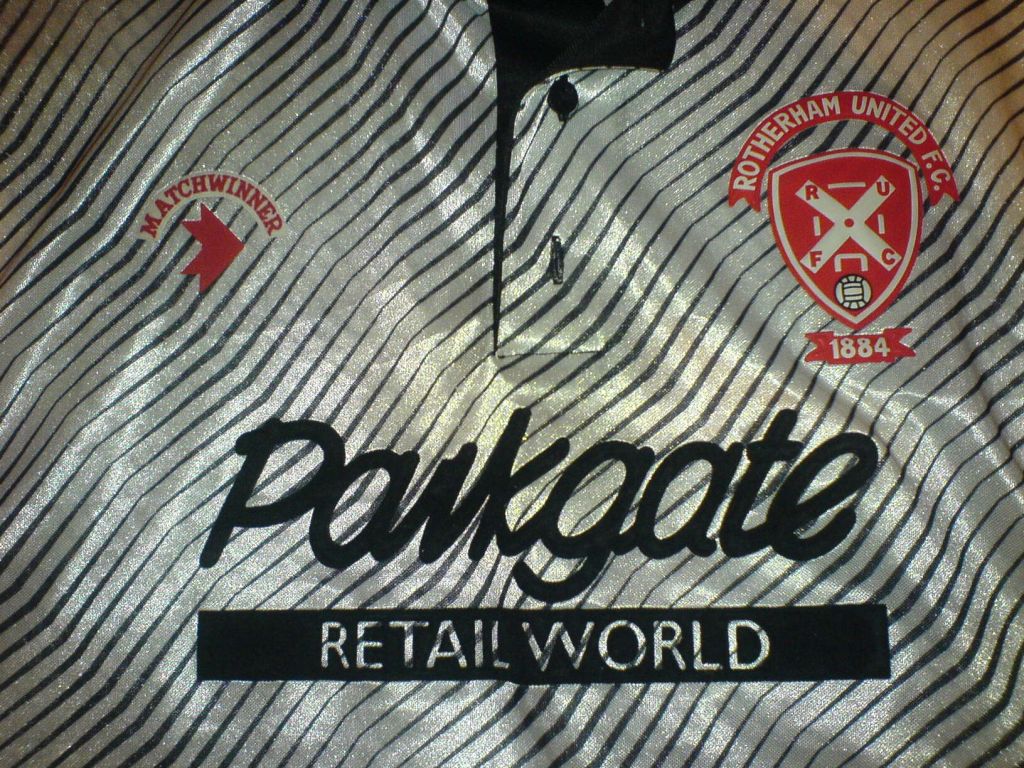 MATCHWINNER
ROTHERHAM UNITED F.C.
R U
F C
1884
Parkgate
RETAIL WORLD